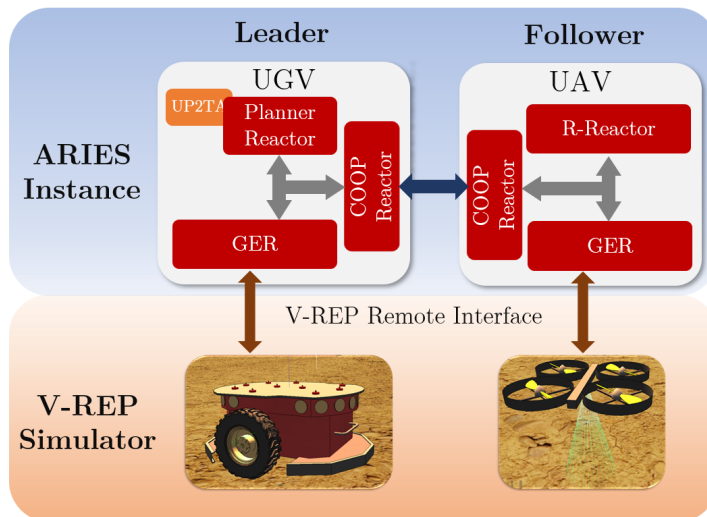 Leader
Follower
UGV
UAV
UP2TA
Planner
Reactor
R-Reactor
ARIES
Instance
COOP
Reactor
COOP
Reactor
GER
GER
V-REP Remote Interface
V-REP
Simulator